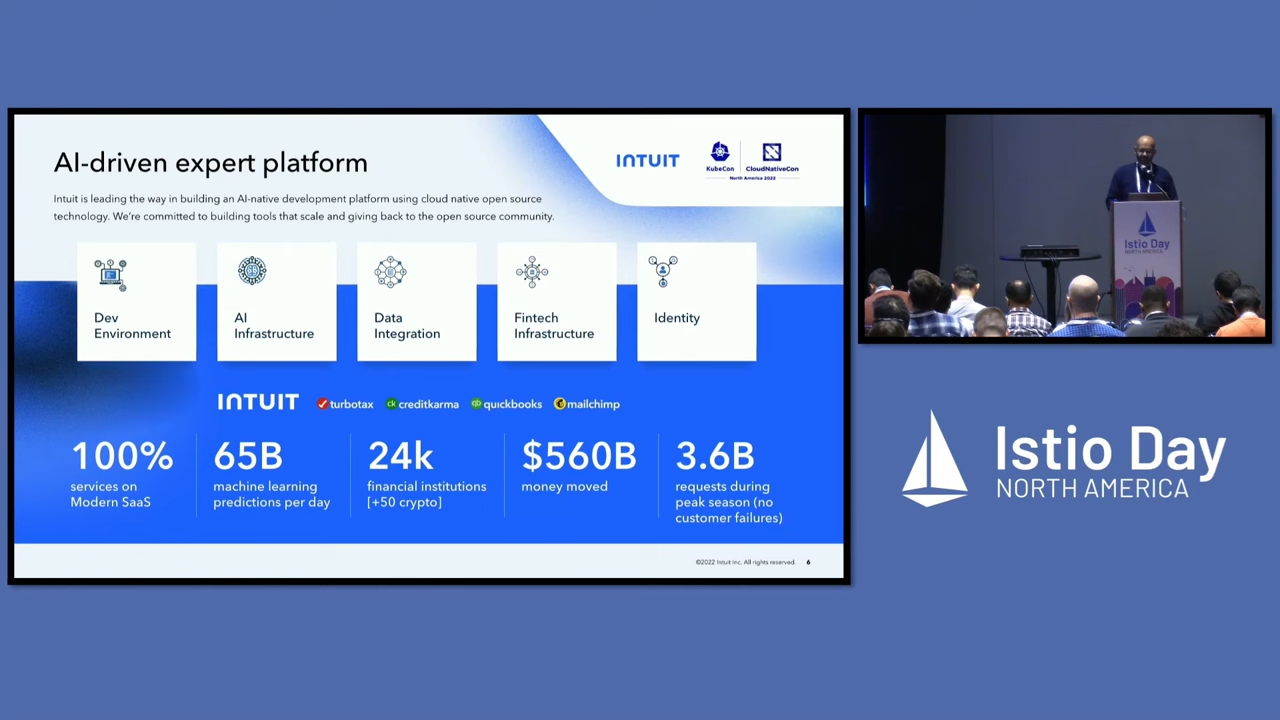 AI-driven expert platform
Intuit is leading the way in building an AI-native development platform using cloud native open source
technology. We're committed to building tools that scale and giving back to the open source community.
INTUIT
KubeCon
CloudNativeCon
North America 2023
Dev
Environment
AI
Infrastructure
Data
Integration
Fintech
Infrastructure
Identity
INTUIT
turbotax
ck creditkarma
qb quickbooks
mailchimp
100%
services on
Modern SaaS
65B
machine learning
predictions per day
24k
financial institutions
[+50 crypto]
$560B
money moved
3.6B
requests during
peak season (no
customer failures)
©2022 Intuit Inc. All rights reserved. 6
Istio Day
NORTH AMERICA
Istio Day
NORTH AMERICA